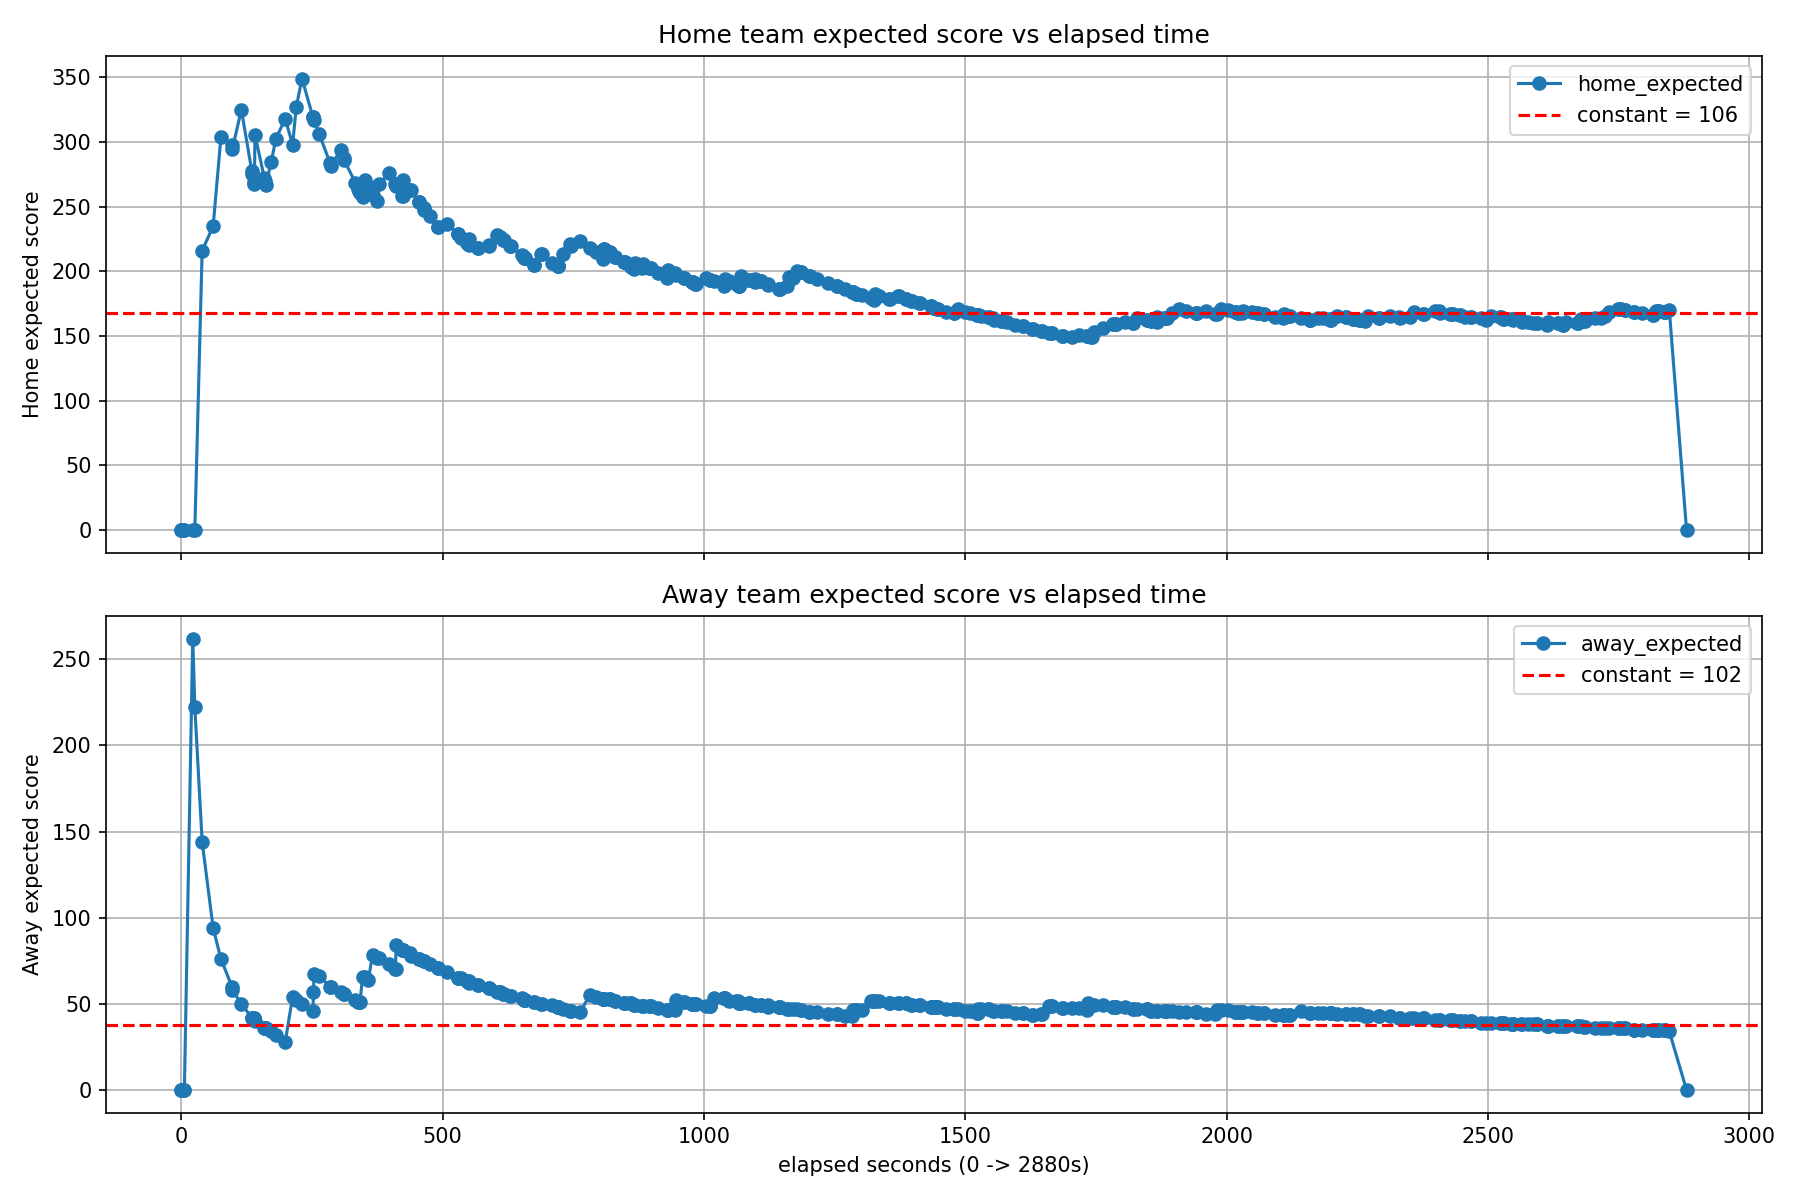 Home team expected score vs elapsed time
home_expected
constant = 106
Home expected score
350
300
250
200
150
100
50
0
Away team expected score vs elapsed time
away_expected
constant = 102
Away expected score
250
200
150
100
50
0
0 500 1000 1500 2000 2500 3000
elapsed seconds (0 -> 2880s)